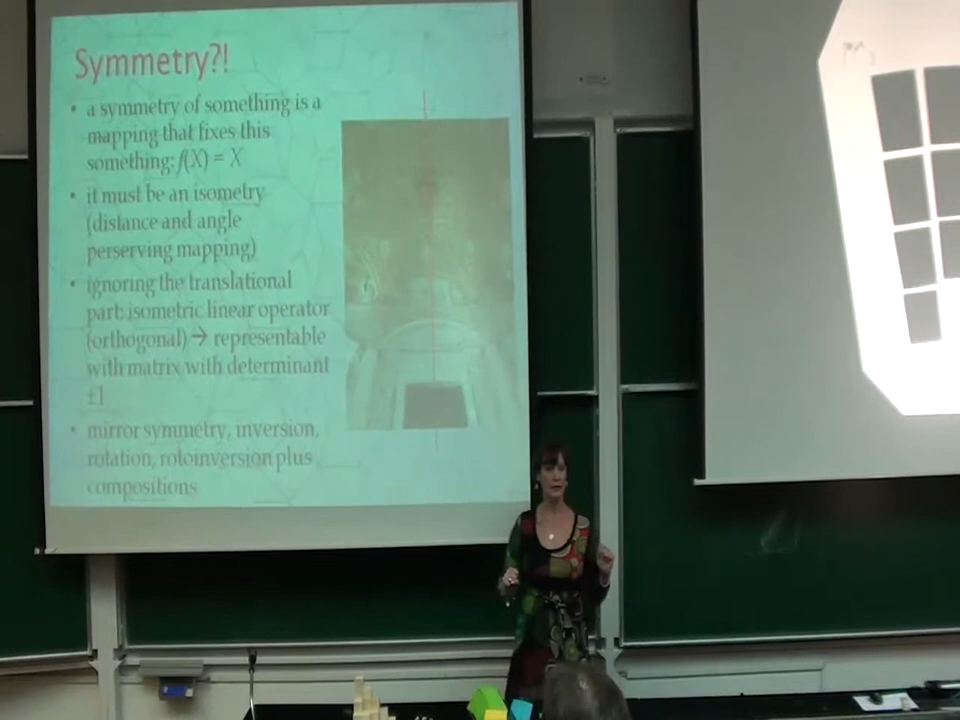 Symmetry?!
• a symmetry of something is a
mapping that fixes this
something: f(X) = X
• it must be an isometry
(distance and angle
perserving mapping)
• ignoring the translational
part: isometric linear operator
(orthogonal) → representable
with matrix with determinant
±1
• mirror symmetry, inversion,
rotation, rotoinversion plus
compositions